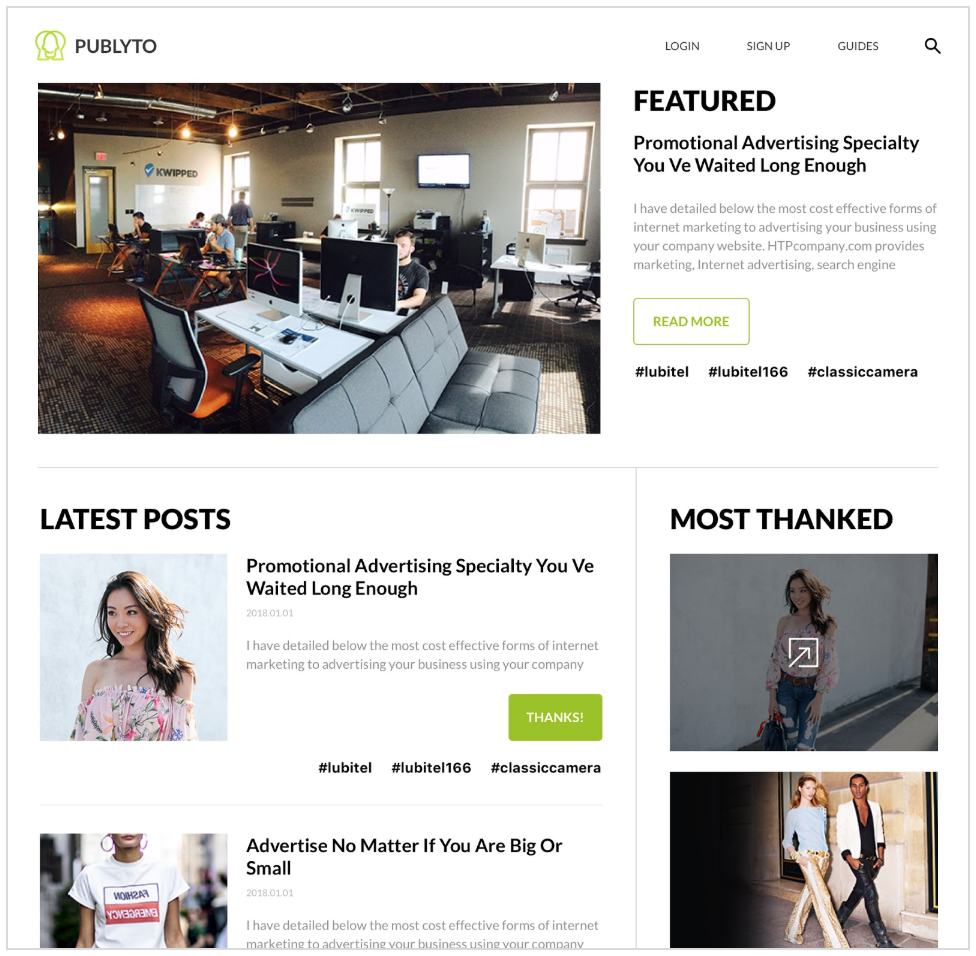 PUBLYTO
LOGIN SIGN UP GUIDES
KWIPPED
KWIPPED
FEATURED
Promotional Advertising Specialty
You Ve Waited Long Enough
I have detailed below the most cost effective forms of
internet marketing to advertising your business using
your company website. HTPcompany.com provides
marketing, Internet advertising, search engine
READ MORE
#lubitel #lubitel166 #classiccamera
LATEST POSTS
Promotional Advertising Specialty You Ve
Waited Long Enough
2018.01.01
I have detailed below the most cost effective forms of internet
marketing to advertising your business using your company
THANKS!
#lubitel #lubitel166 #classiccamera
FASHION
EMERGENCY
Advertise No Matter If You Are Big Or
Small
2018.01.01
I have detailed below the most cost effective forms of internet
marketing to advertising your business using your company
MOST THANKED